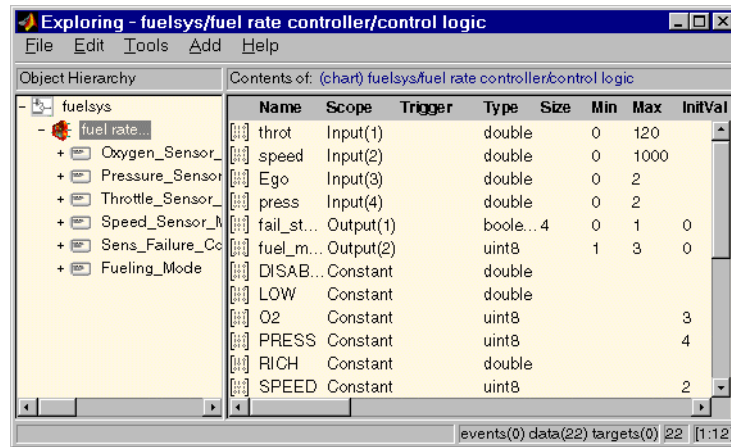 Exploring - fuelsys/fuel rate controller/control logic
File Edit Tools Add Help
Object Hierarchy
Contents of: (chart) fuelsys/fuel rate controller/control logic
fuelsys
fuel rate...
Oxygen_Sensor_
Pressure_Sensor
Throttle_Sensor_
Speed_Sensor_M
Sens_Failure_Co
Fueling_Mode
Name Scope Trigger Type Size Min Max InitVal
throt Input(1) double 0 120
speed Input(2) double 0 1000
Ego Input(3) double 0 2
press Input(4) double 0 2
fail_st... Output(1) boole... 4 0 1 0
fuel_m... Output(2) uint8 1 3 0
DISAB... Constant double
LOW Constant double
O2 Constant uint8 3
PRESS Constant uint8 4
RICH Constant double
SPEED Constant uint8 2
events(0) data(22) targets(0) 22 [1:12